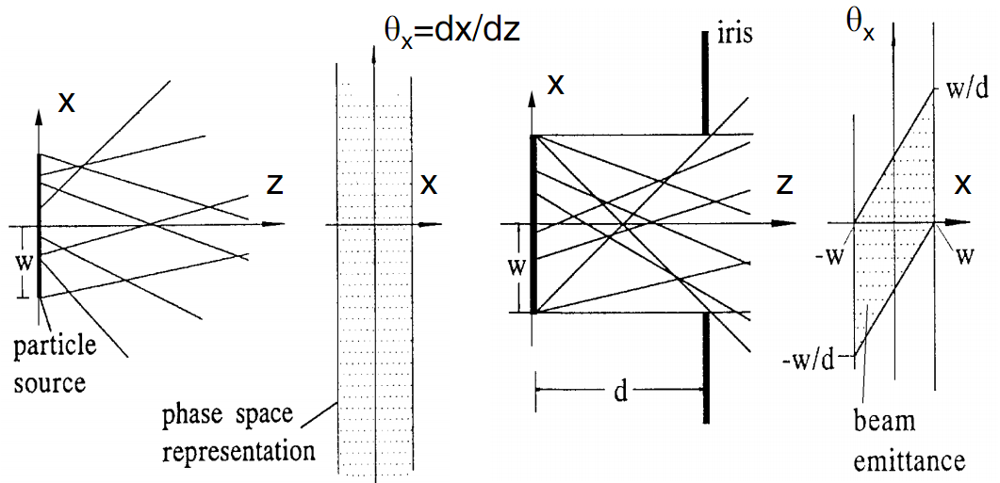 X
Z
w
particle
source
θx=dx/dz
X
phase space
representation
iris
X
Z
w
d
θx
w/d
X
-w
w
-w/d
beam
emittance